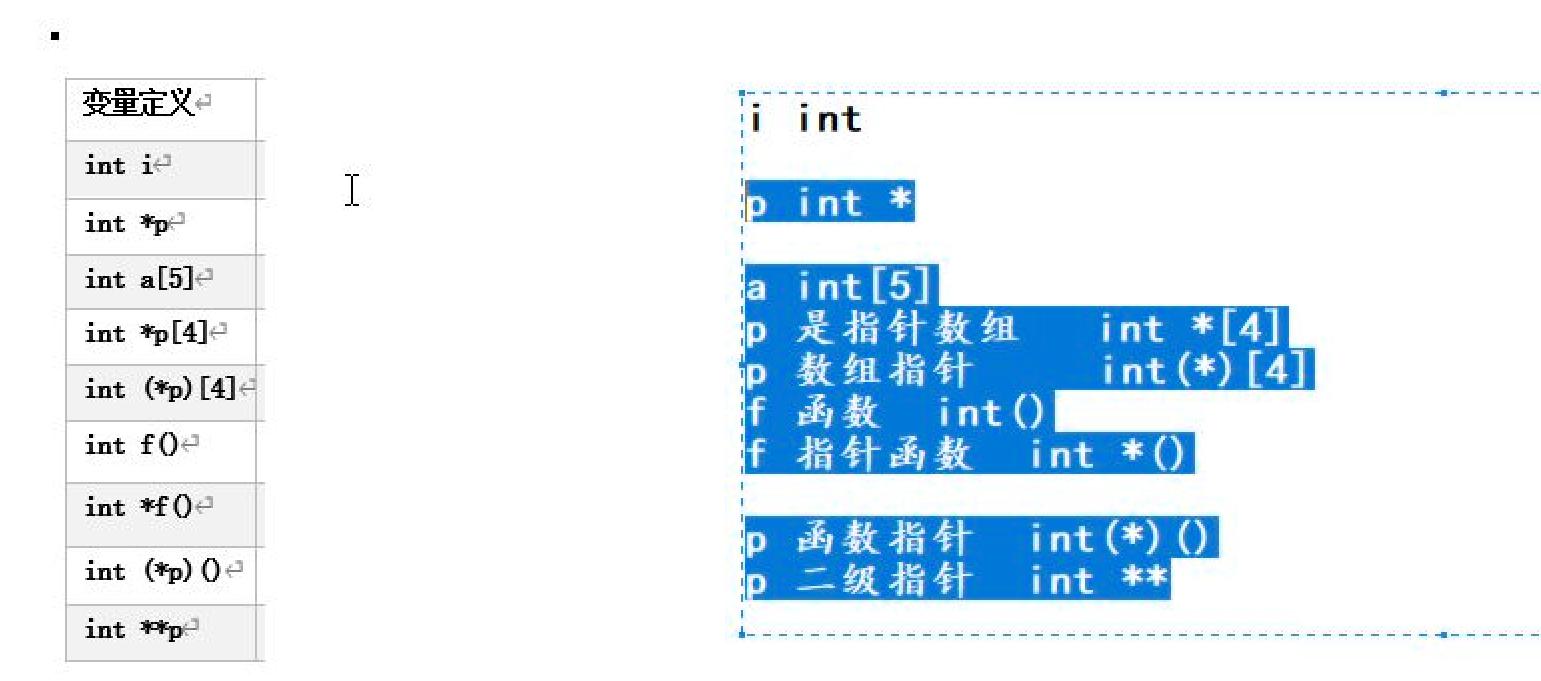 变量定义
int i
int *p
int a[5]
int *p[4]
int (*p)[4]
int f()
int *f()
int (*p)()
int **p
i int
p int *
a int[5]
p 是指针数组 int *[4]
p 数组指针 int(*)[4]
f 函数 int()
f 指针函数 int *()
p 函数指针 int(*)()
p 二级指针 int **